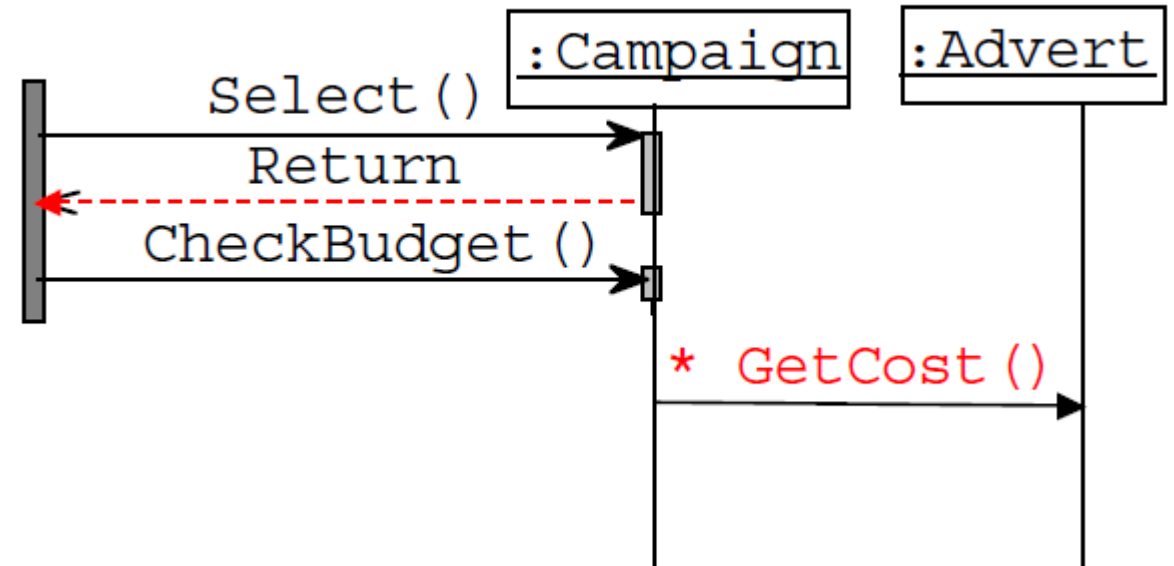 :Campaign
:Advert
Select()
Return
CheckBudget()
* GetCost()